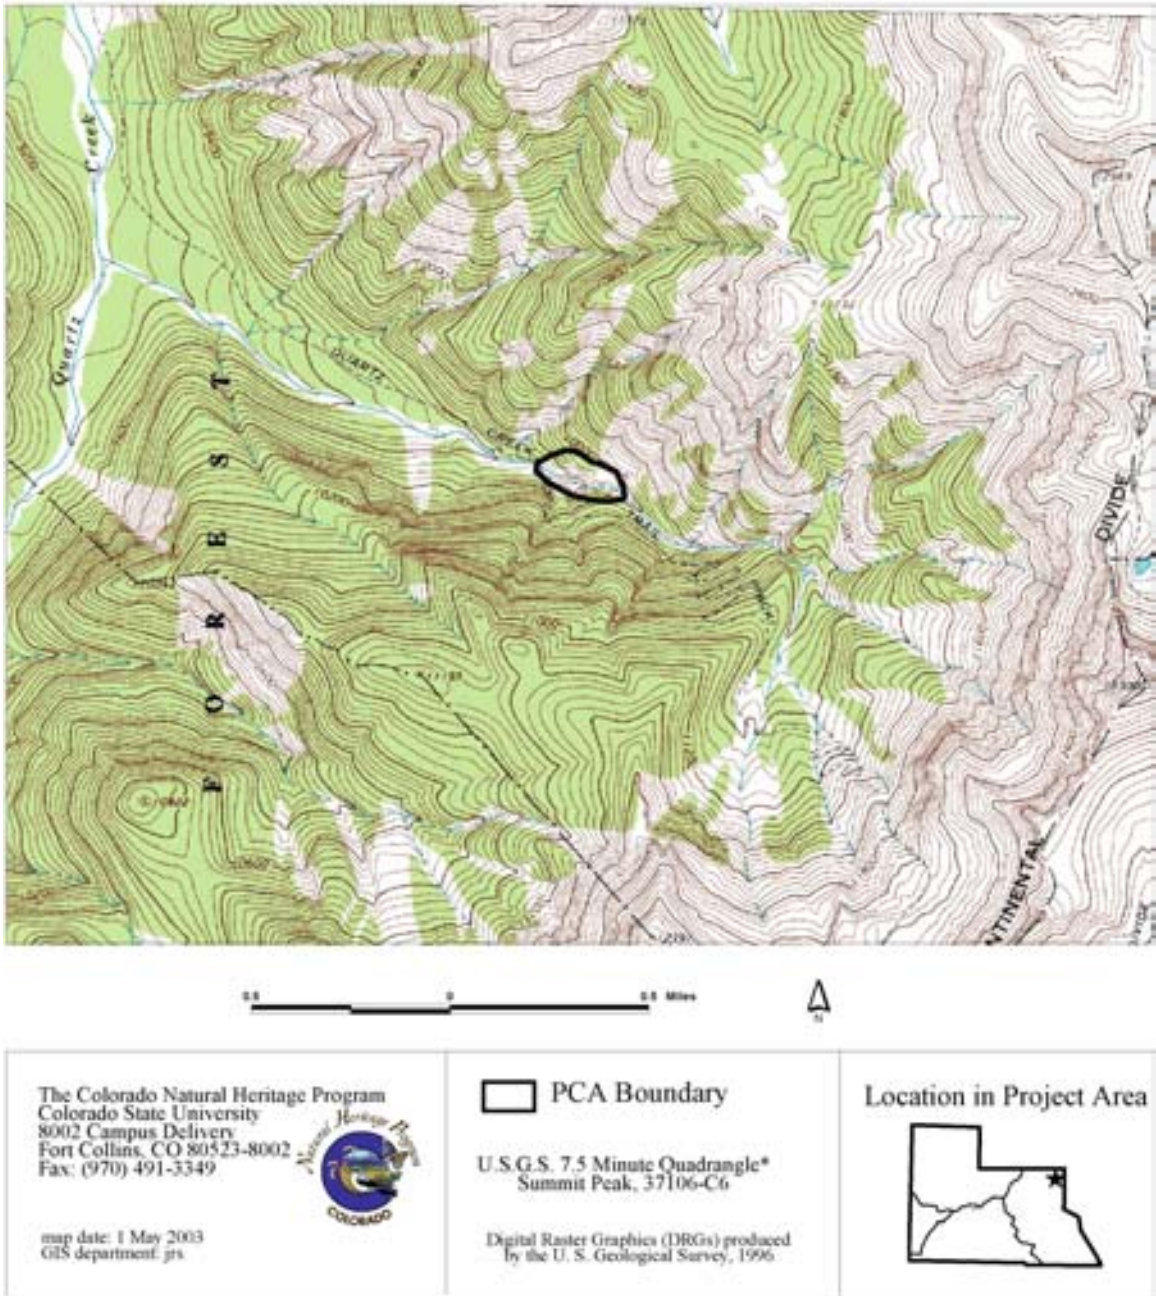 Creek
Quartz
QUARTZ
CREEK
F O R E S T
DIVIDE
CONTINENTAL
DIVIDE
0.5 0 0.5 Miles
N
The Colorado Natural Heritage Program
Colorado State University
8002 Campus Delivery
Fort Collins, CO 80523-8002
Fax: (970) 491-3349
Natural Heritage Program
COLORADO
map date: 1 May 2003
GIS department: jrs
PCA Boundary
U.S.G.S. 7.5 Minute Quadrangle*
Summit Peak, 37106-C6
Digital Raster Graphics (DRGs) produced
by the U. S. Geological Survey, 1996
Location in Project Area